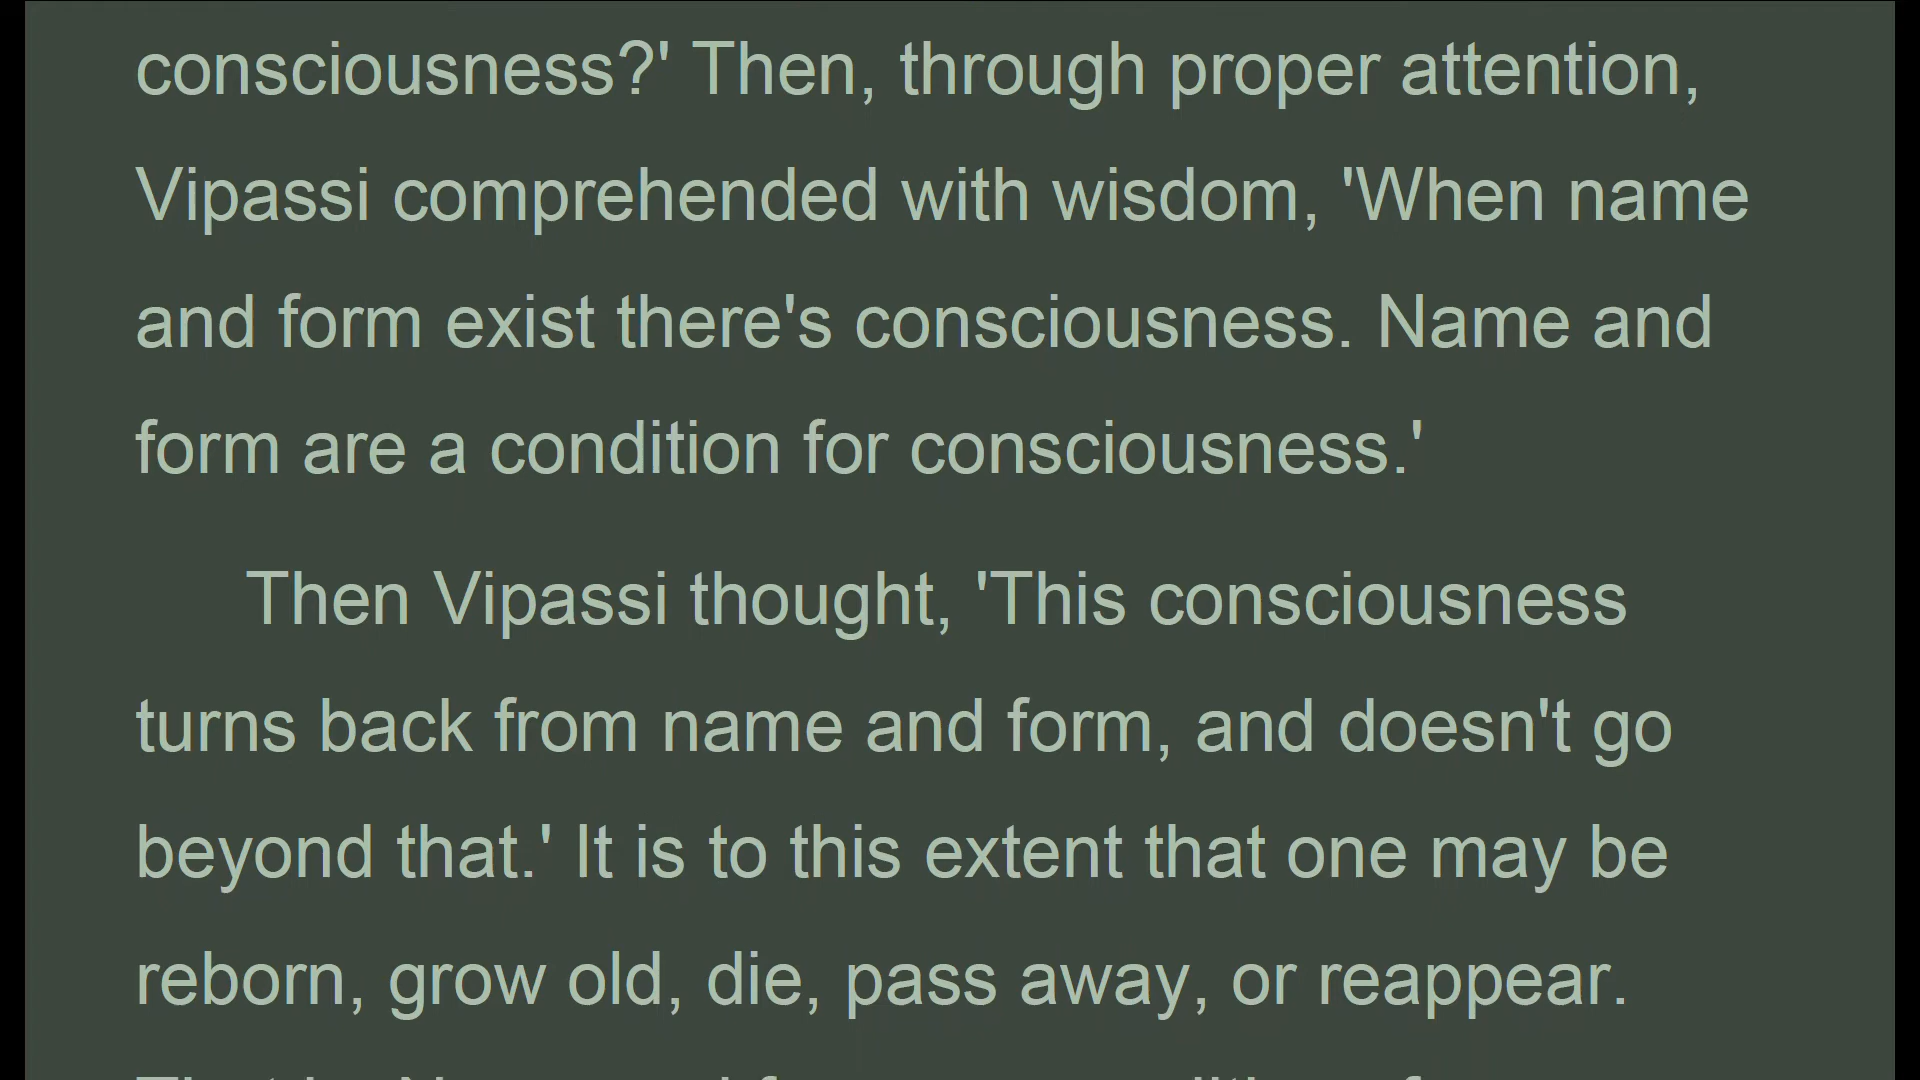 consciousness?' Then, through proper attention,
Vipassi comprehended with wisdom, 'When name
and form exist there's consciousness. Name and
form are a condition for consciousness.'
Then Vipassi thought, 'This consciousness
turns back from name and form, and doesn't go
beyond that.' It is to this extent that one may be
reborn, grow old, die, pass away, or reappear.